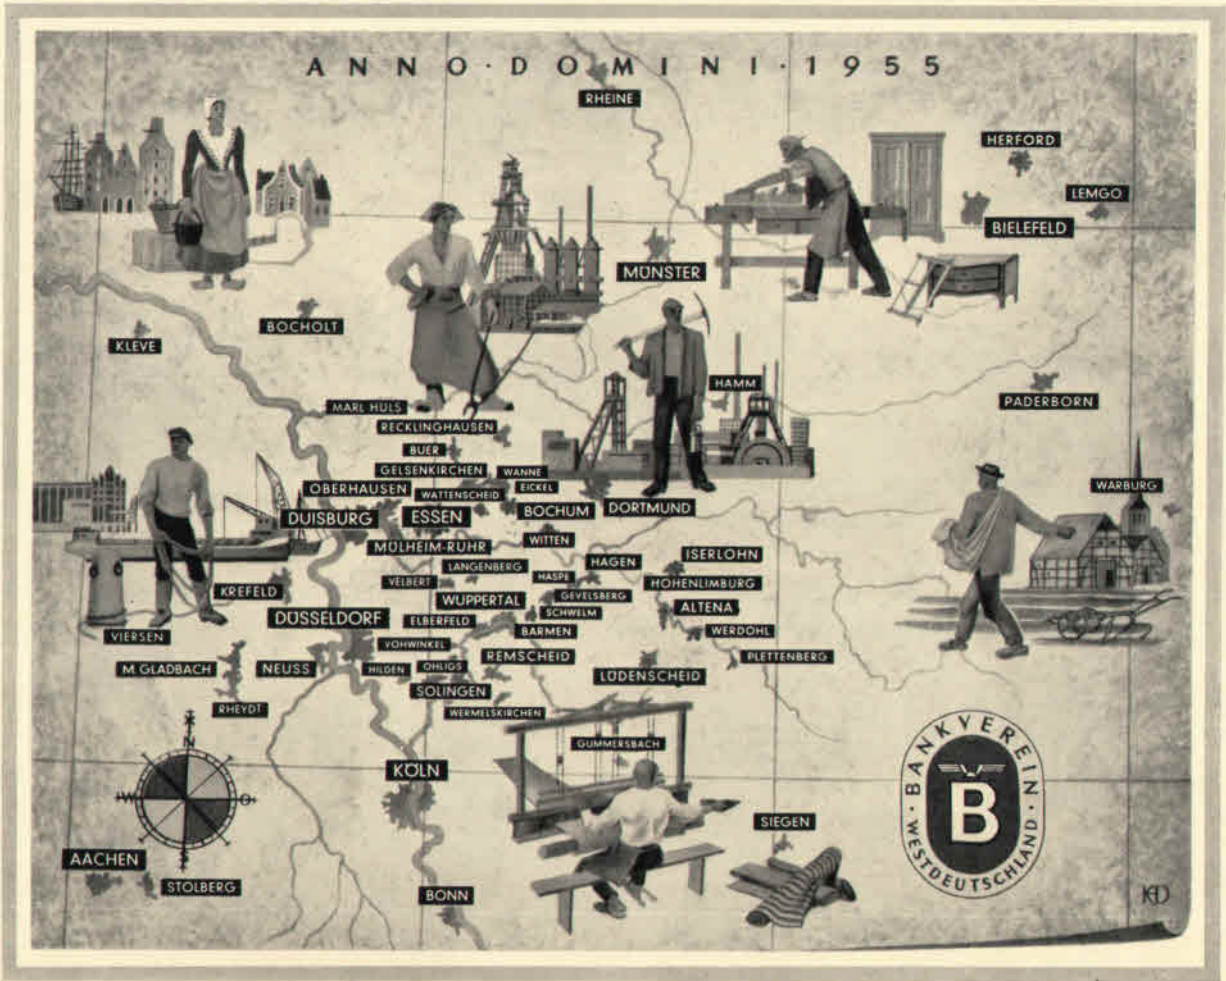 ANNO·DOMINI·1955
RHEINE
HERFORD
LEMGO
BIELEFELD
MÜNSTER
BOCHOLT
KLEVE
HAMM
PADERBORN
MARL HÜLS
RECKLINGHAUSEN
BUER
GELSENKIRCHEN
WANNE
EICKEL
WARBURG
OBERHAUSEN
WATTENSCHEID
BOCHUM
DORTMUND
DUISBURG
ESSEN
WITTEN
MÜLHEIM-RUHR
HAGEN
ISERLOHN
LANGENBERG
VELBERT
HASPE
HOHENLIMBURG
KREFELD
WUPPERTAL
GEVELSBERG
ALTENA
SCHWELM
DÜSSELDORF
ELBERFELD
BARMEN
WERDOHL
VIERSEN
VOHWINKEL
REMSCHEID
PLETTENBERG
M.GLADBACH
NEUSS
HILDEN
OHLIGS
LÜDENSCHEID
SOLINGEN
RHEYDT
WERMELSKIRCHEN
GUMMERSBACH
N
W
O
S
KÖLN
SIEGEN
AACHEN
STOLBERG
BONN
BANKVEREIN
B
·WESTDEUTSCHLAND·
KD